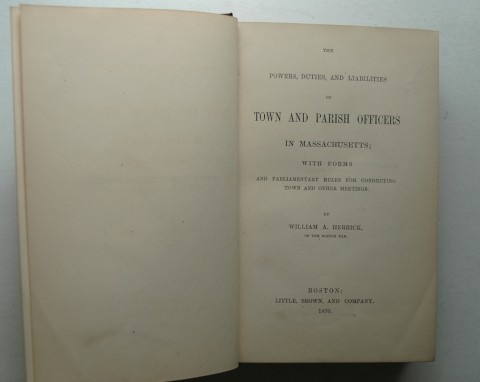 THE
POWERS, DUTIES, AND LIABILITIES
OF
TOWN AND PARISH OFFICERS
IN MASSACHUSETTS;
WITH FORMS
AND PARLIAMENTARY RULES FOR CONDUCTING
TOWN AND OTHER MEETINGS.
BY
WILLIAM A. HERRICK,
OF THE BOSTON BAR.
BOSTON:
LITTLE, BROWN, AND COMPANY.
1870.